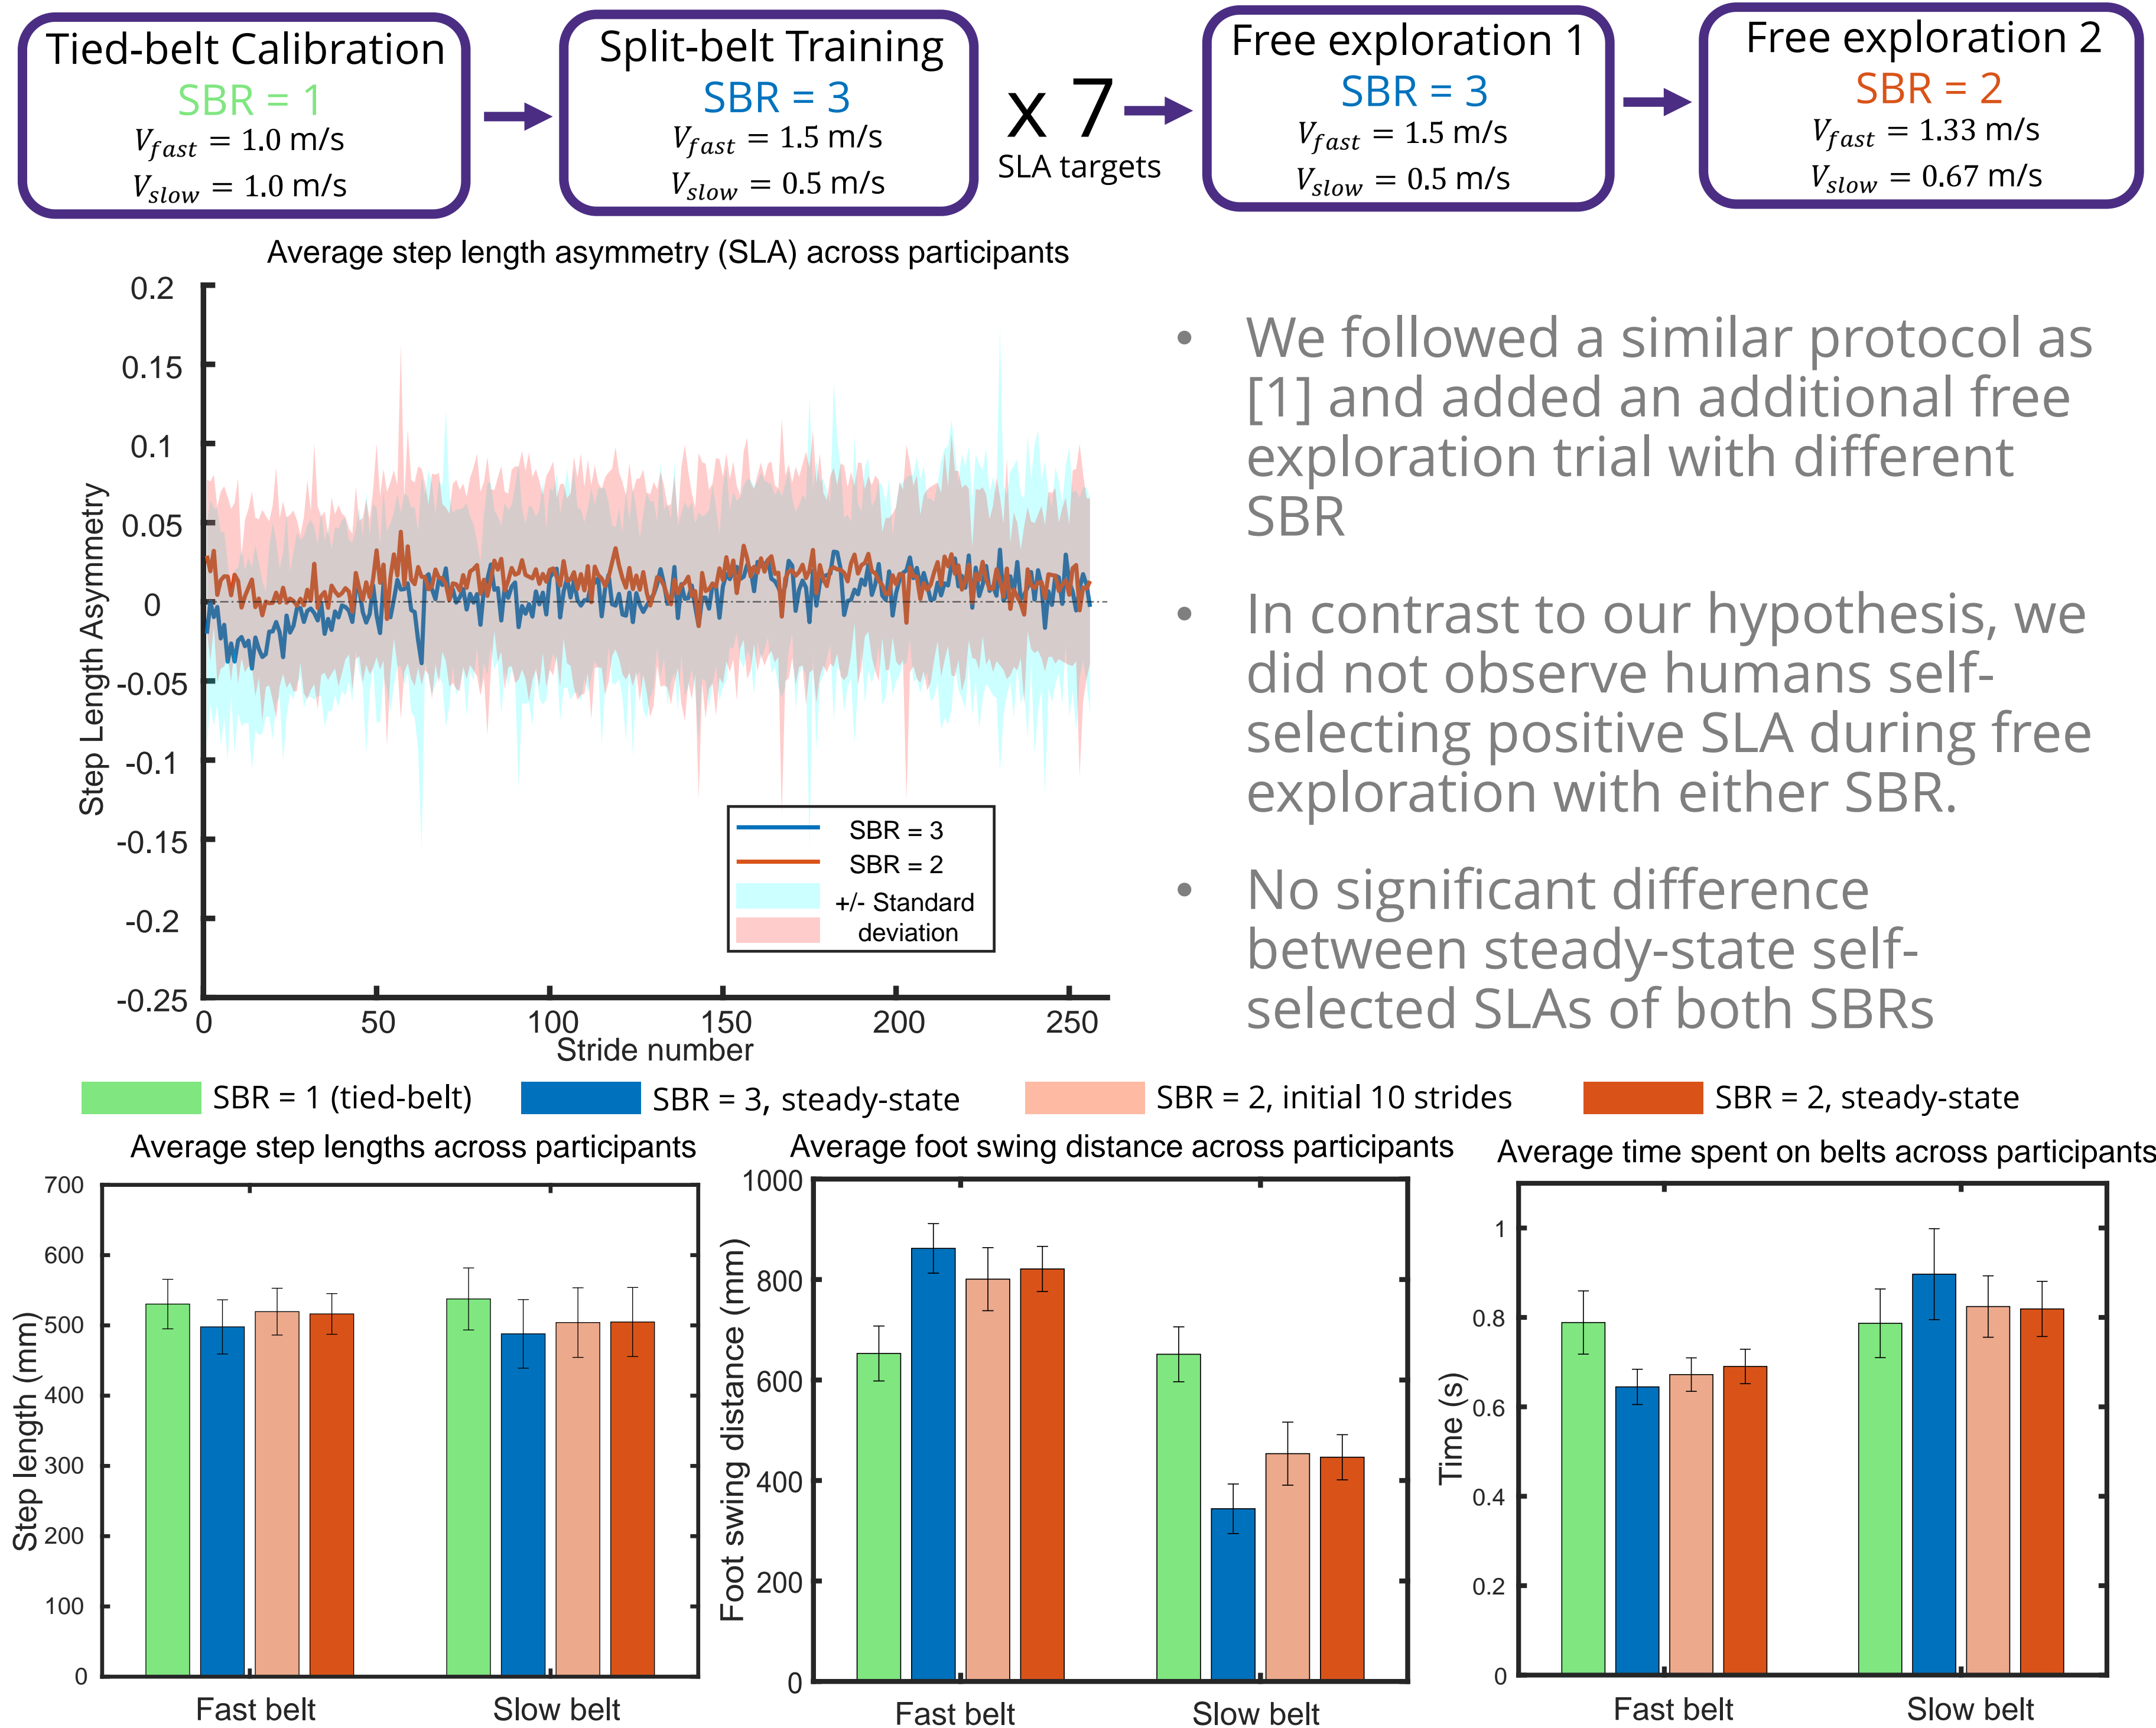 Tied-belt Calibration
SBR = 1
V_fast = 1.0 m/s
V_slow = 1.0 m/s
Split-belt Training
SBR = 3
V_fast = 1.5 m/s
V_slow = 0.5 m/s
x 7
SLA targets
Free exploration 1
SBR = 3
V_fast = 1.5 m/s
V_slow = 0.5 m/s
Free exploration 2
SBR = 2
V_fast = 1.33 m/s
V_slow = 0.67 m/s
Average step length asymmetry (SLA) across participants
Step Length Asymmetry
0.2
0.15
0.1
0.05
0
-0.05
-0.1
-0.15
-0.2
-0.25
0 50 100 150 200 250
Stride number
SBR = 3
SBR = 2
+/- Standard
deviation
• We followed a similar protocol as
[1] and added an additional free
exploration trial with different
SBR
• In contrast to our hypothesis, we
did not observe humans self-
selecting positive SLA during free
exploration with either SBR.
• No significant difference
between steady-state self-
selected SLAs of both SBRs
SBR = 1 (tied-belt)
SBR = 3, steady-state
SBR = 2, initial 10 strides
SBR = 2, steady-state
Average step lengths across participants
Step length (mm)
700
600
500
400
300
200
100
0
Fast belt
Slow belt
Average foot swing distance across participants
Foot swing distance (mm)
1000
800
600
400
200
0
Fast belt
Slow belt
Average time spent on belts across participants
Time (s)
1
0.8
0.6
0.4
0.2
0
Fast belt
Slow belt